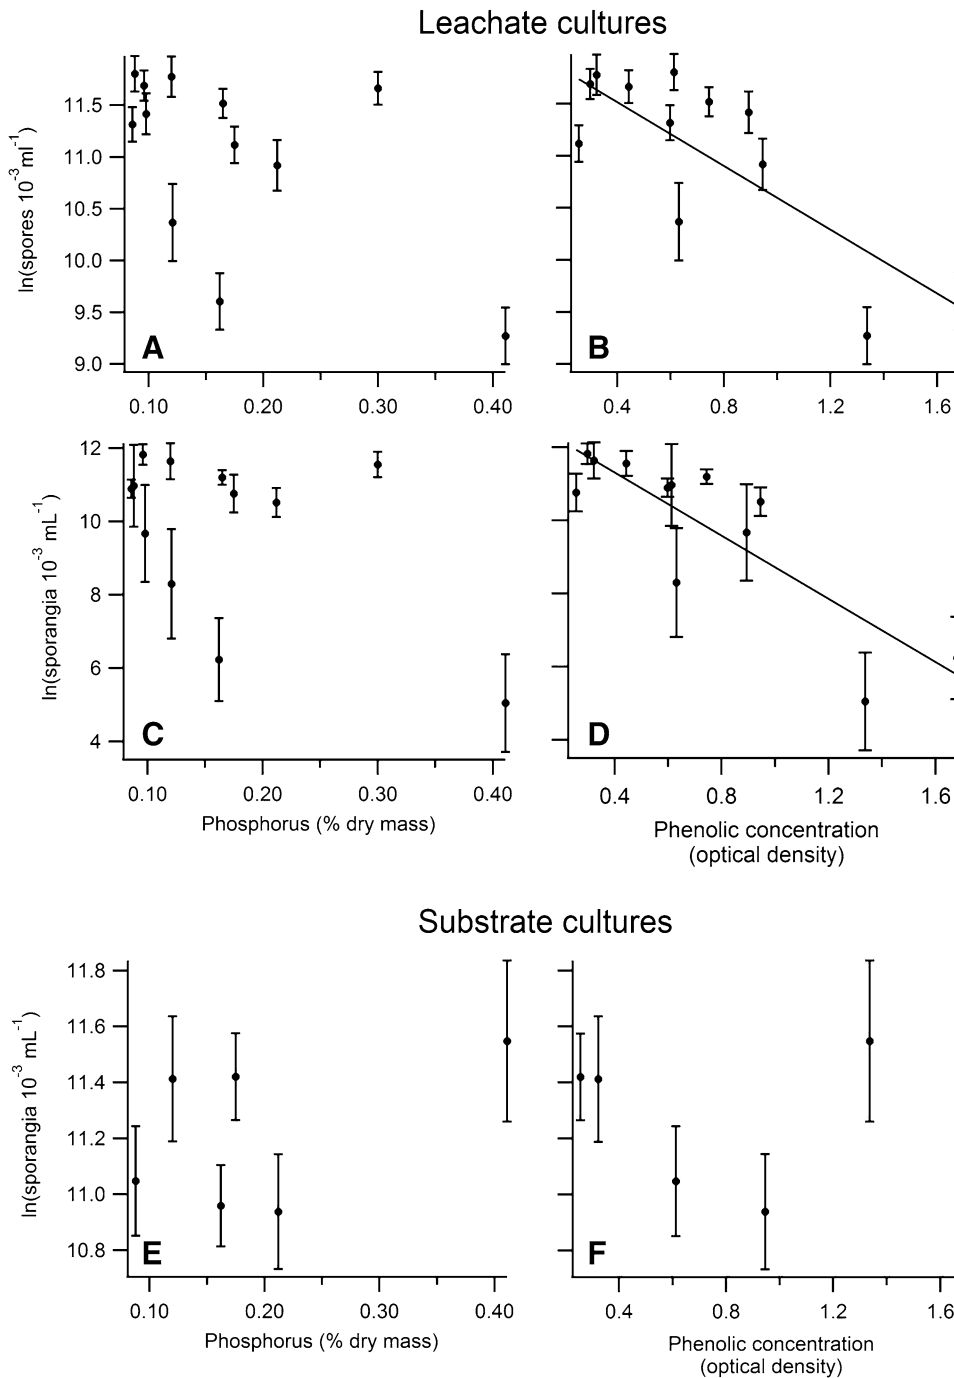 Leachate cultures
ln(spores 10⁻³ml⁻¹)
11.5
11.0
10.5
10.0
9.5
9.0
A
B
0.10 0.20 0.30 0.40
0.4 0.8 1.2 1.6
ln(sporangia 10⁻³ mL⁻¹)
12
10
8
6
4
C
D
0.10 0.20 0.30 0.40
0.4 0.8 1.2 1.6
Phosphorus (% dry mass)
Phenolic concentration
(optical density)
Substrate cultures
ln(sporangia 10⁻³ mL⁻¹)
11.8
11.6
11.4
11.2
11.0
10.8
E
F
0.10 0.20 0.30 0.40
0.4 0.8 1.2 1.6
Phosphorus (% dry mass)
Phenolic concentration
(optical density)